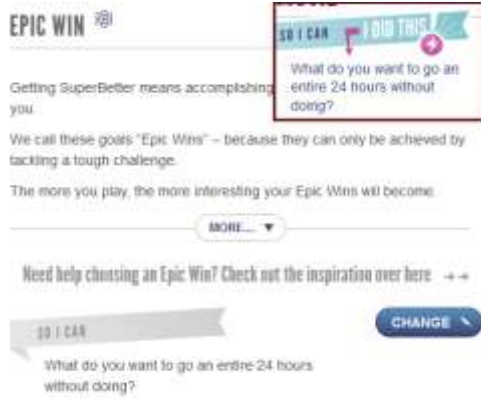 EPIC WIN
SO I CAN
I DID THIS
What do you want to go an
entire 24 hours without
doing?
Getting SuperBetter means accomplishing
you.
We call these goals "Epic Wins" – because they can only be achieved by
tackling a tough challenge.
The more you play, the more interesting your Epic Wins will become.
MORE... ▼
Need help choosing an Epic Win? Check out the inspiration over here →→
SO I CAN
CHANGE
What do you want to go an entire 24 hours
without doing?